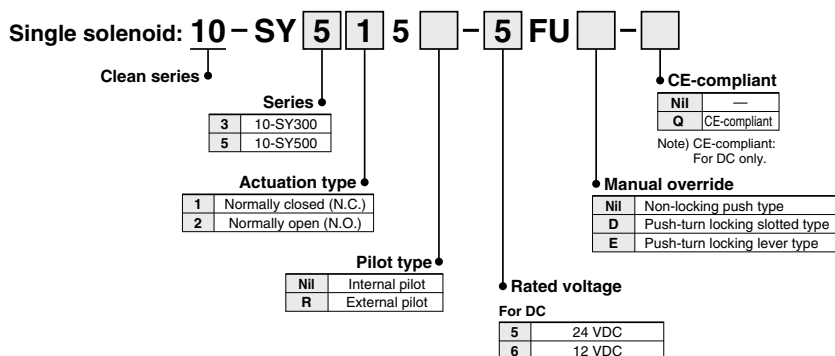 Single solenoid: 10 – SY 5 1 5 – 5 FU –
Clean series
CE-compliant
Nil —
Q CE-compliant
Note) CE-compliant:
For DC only.
Series
3 10-SY300
5 10-SY500
Actuation type
1 Normally closed (N.C.)
2 Normally open (N.O.)
Manual override
Nil Non-locking push type
D Push-turn locking slotted type
E Push-turn locking lever type
Pilot type
Nil Internal pilot
R External pilot
Rated voltage
For DC
5 24 VDC
6 12 VDC